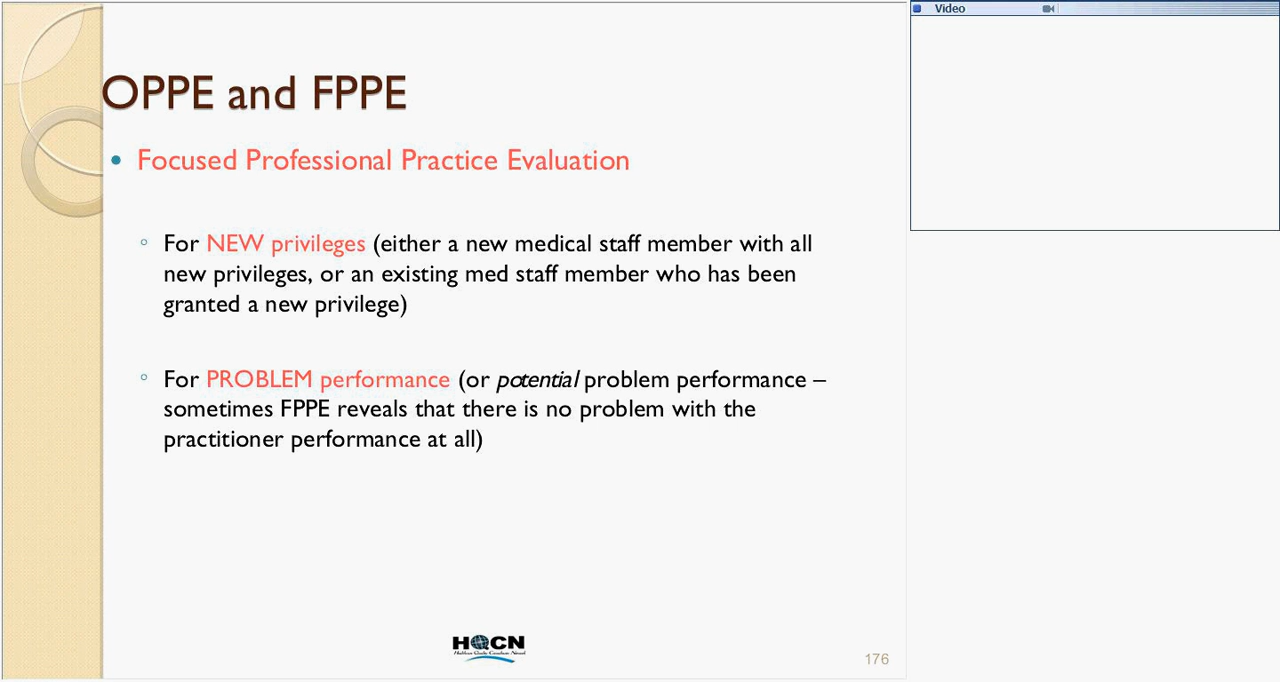 Video
OPPE and FPPE
• Focused Professional Practice Evaluation
◦ For NEW privileges (either a new medical staff member with all
new privileges, or an existing med staff member who has been
granted a new privilege)
◦ For PROBLEM performance (or potential problem performance –
sometimes FPPE reveals that there is no problem with the
practitioner performance at all)
HQCN
176